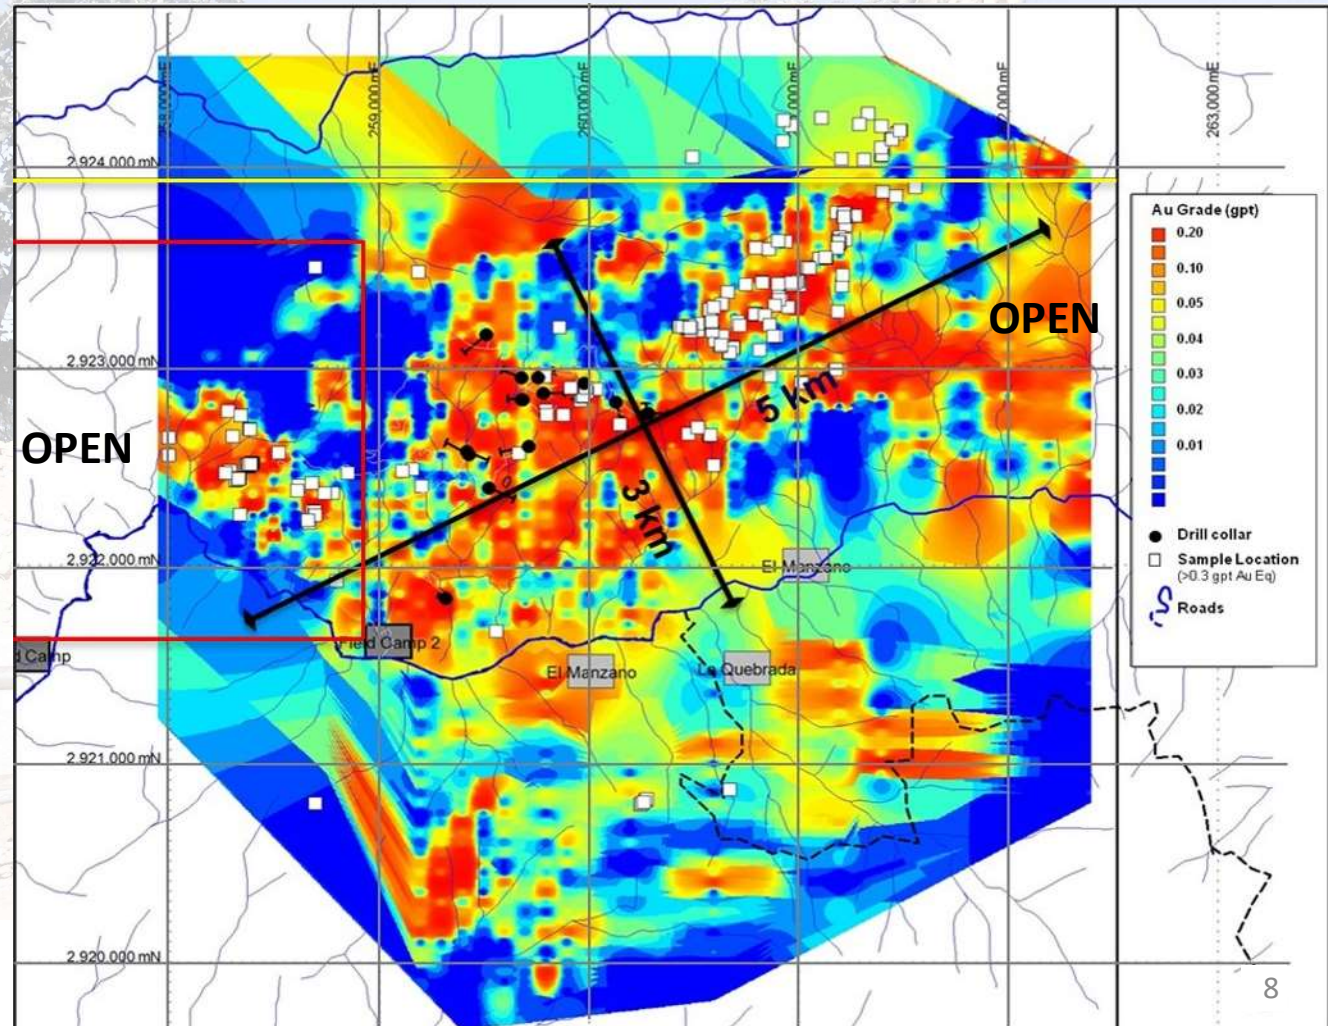 259,000 mE
263,000 mE
2,924,000 mN
Au Grade (gpt)
0.20
0.10
0.05
0.04
0.03
0.02
0.01
OPEN
2,923,000 mN
5 km
OPEN
3 km
Drill collar
Sample Location
(>0.3 gpt Au Eq)
Roads
2,922,000 mN
El Manzano
Field Camp 2
d Camp
El Manzano
La Quebrada
2,921,000 mN
2,920,000 mN
8